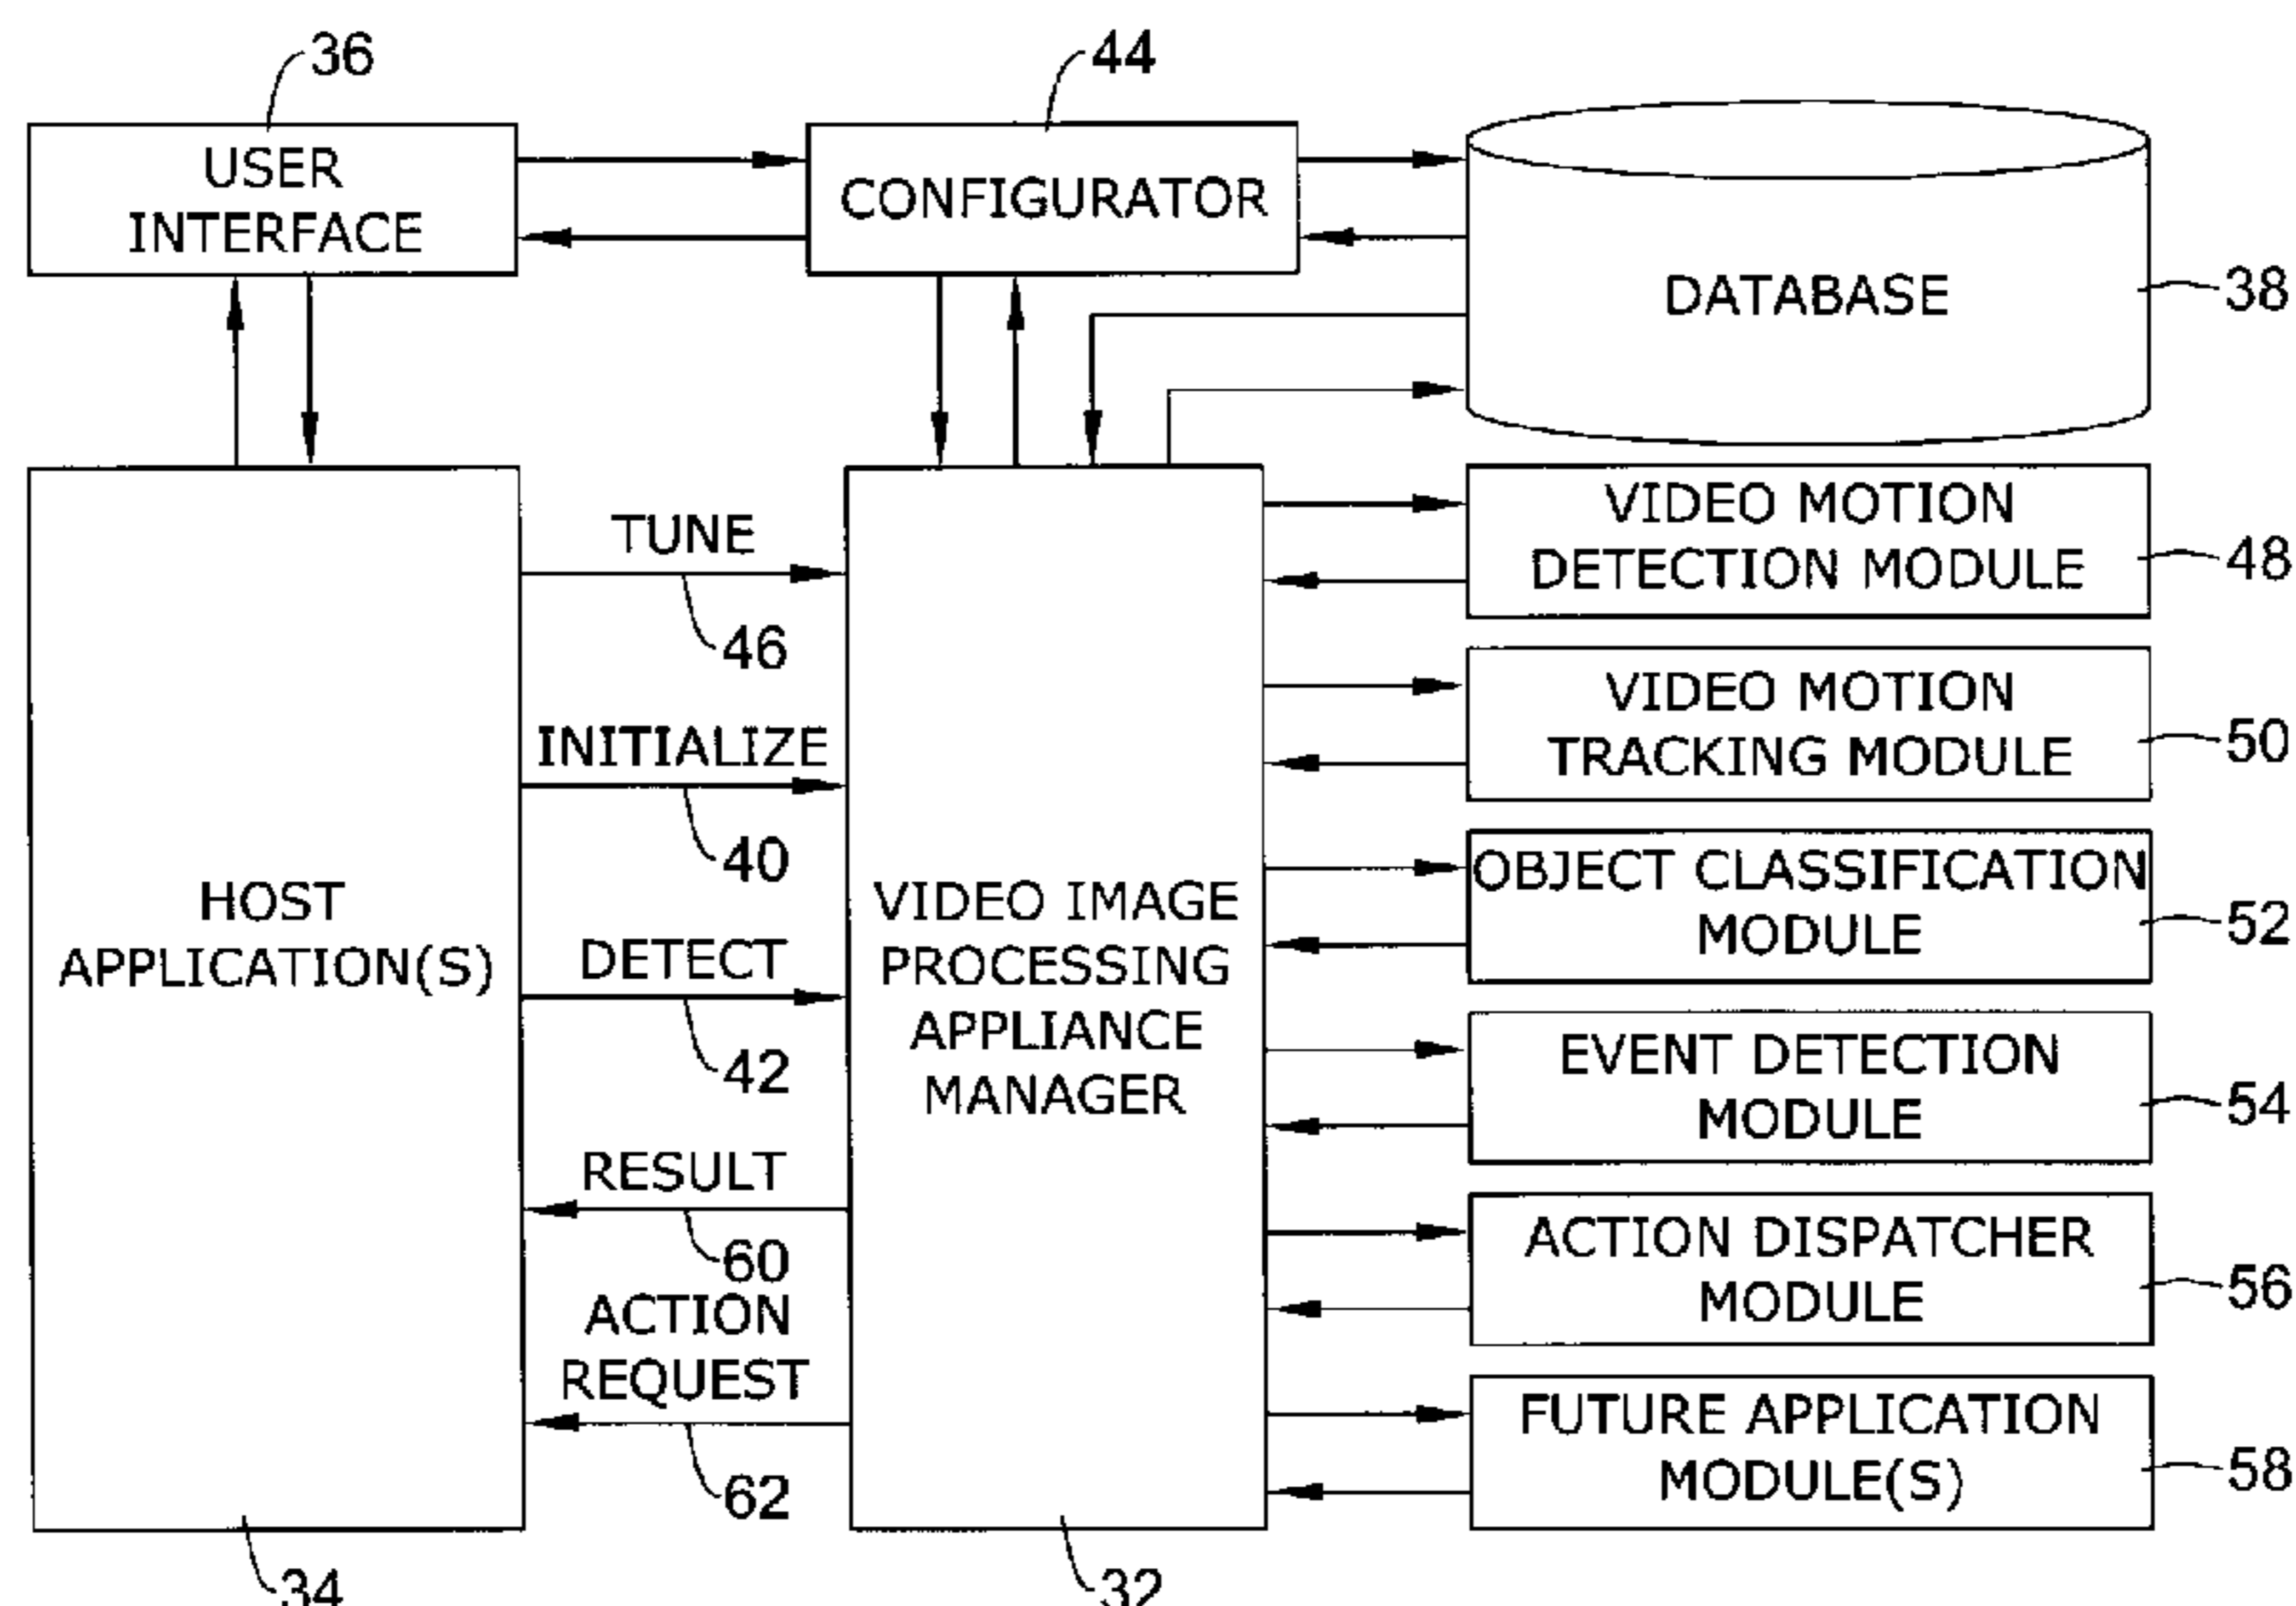 36
44
USER
INTERFACE
CONFIGURATOR
DATABASE
38
VIDEO MOTION
DETECTION MODULE
48
TUNE
46
VIDEO MOTION
TRACKING MODULE
50
INITIALIZE
40
OBJECT CLASSIFICATION
MODULE
52
HOST
APPLICATION(S)
VIDEO IMAGE
PROCESSING
APPLIANCE
MANAGER
DETECT
42
EVENT DETECTION
MODULE
54
RESULT
60
ACTION DISPATCHER
MODULE
56
ACTION
REQUEST
62
FUTURE APPLICATION
MODULE(S)
58
34
32